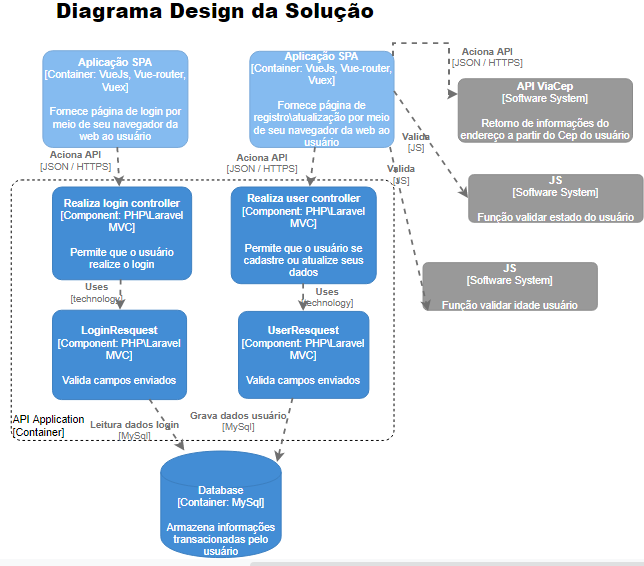 Diagrama Design da Solução
Aplicação SPA
[Container: VueJs, Vue-router,
Vuex]
Fornece página de login por
meio de seu navegador da
web ao usuário
Aplicação SPA
[Container: VueJs, Vue-router,
Vuex]
Fornece página de
registro\atualização por meio
de seu navegador da web ao
usuário
Aciona API
[JSON / HTTPS]
API ViaCep
[Software System]
Retorno de informações do
endereço a partir do Cep do usuário
Valida
[JS]
Valida
[JS]
JS
[Software System]
Função validar estado do usuário
JS
[Software System]
Função validar idade usuário
Aciona API
[JSON / HTTPS]
Aciona API
[JSON / HTTPS]
Realiza login controller
[Component: PHP\Laravel
MVC]
Permite que o usuário
realize o login
Realiza user controller
[Component: PHP\Laravel
MVC]
Permite que o usuário se
cadastre ou atualize seus
dados
Uses
[technology]
Uses
[technology]
LoginResquest
[Component: PHP\Laravel
MVC]
Valida campos enviados
UserResquest
[Component: PHP\Laravel
MVC]
Valida campos enviados
API Application
[Container]
Leitura dados login
[MySql]
Grava dados usuário
[MySql]
Database
[Container: MySql]
Armazena informações
transacionadas pelo
usuário